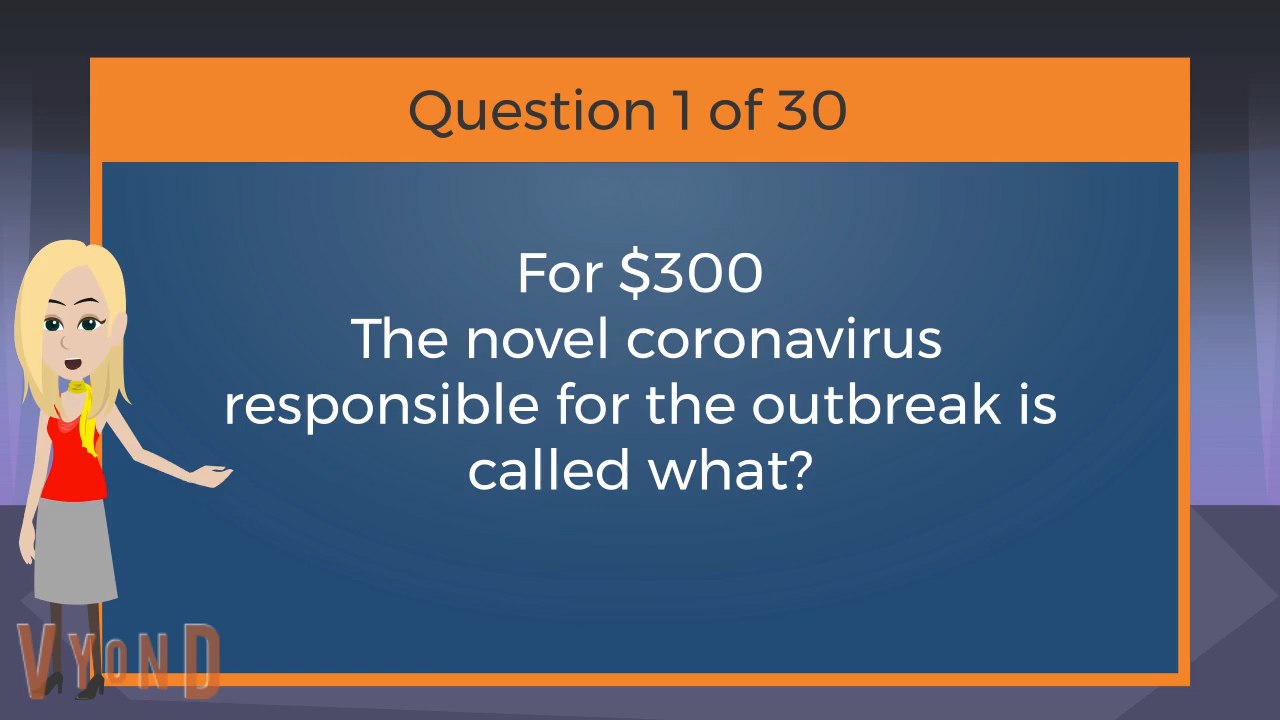 Question 1 of 30
For $300
The novel coronavirus
responsible for the outbreak is
called what?
VYOND